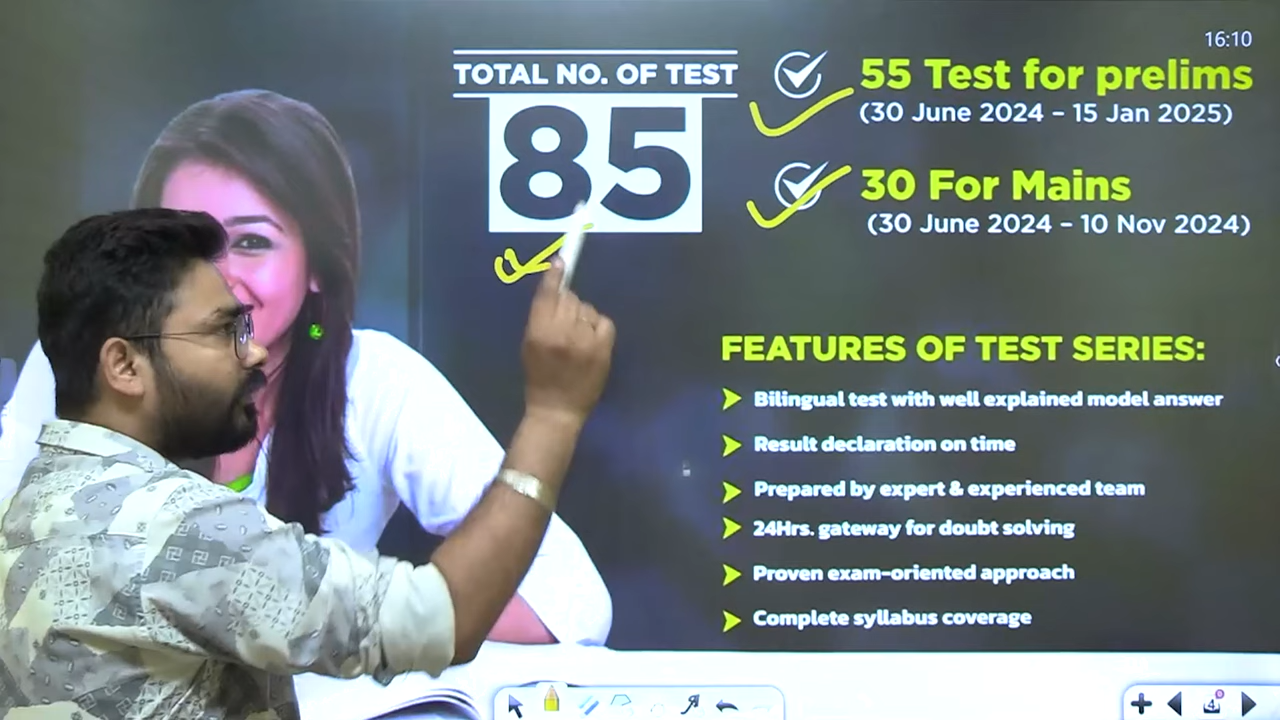 16:10
TOTAL NO. OF TEST
85
55 Test for prelims
(30 June 2024 – 15 Jan 2025)
30 For Mains
(30 June 2024 – 10 Nov 2024)
FEATURES OF TEST SERIES:
Bilingual test with well explained model answer
Result declaration on time
Prepared by expert & experienced team
24Hrs. gateway for doubt solving
Proven exam-oriented approach
Complete syllabus coverage
4